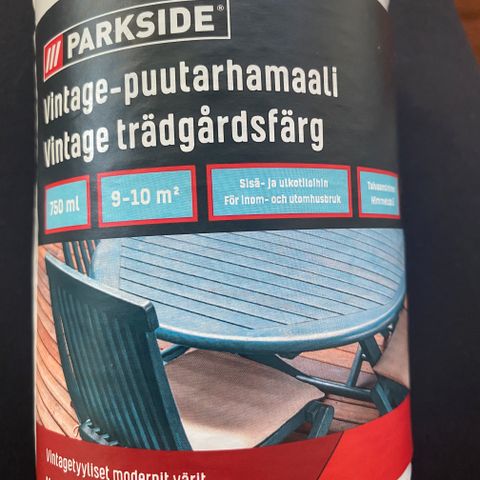 PARKSIDE®
Vintage-puutarhamaali
Vintage trädgårdsfärg
750 ml
9-10 m²
Sisä- ja ulkotiloihin
För inom- och utomhusbruk
Vintagetyyliset modernit värit